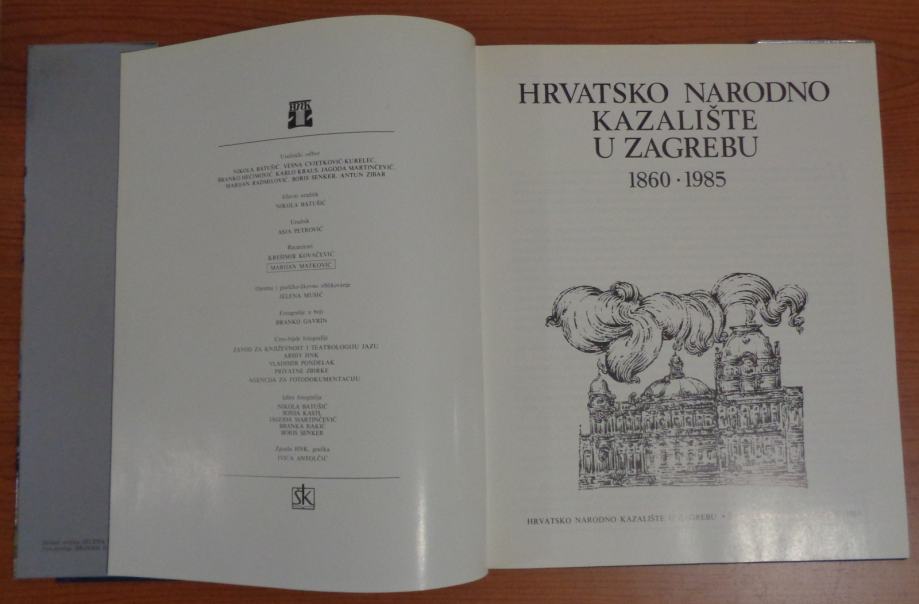 HNK
Urednički odbor
NIKOLA BATUŠIĆ, VESNA CVJETKOVIĆ-KURELEC,
BRANKO HEĆIMOVIĆ, KARLO KRAUS, JAGODA MARTINČEVIĆ,
MARIJAN RADMILOVIĆ, BORIS SENKER, ANTUN ŽIBAR
Glavni urednik
NIKOLA BATUŠIĆ
Urednik
ASJA PETROVIĆ
Recenzenti
KREŠIMIR KOVAČEVIĆ
MARIJAN MATKOVIĆ
Oprema i grafičko-likovno oblikovanje
JELENA MUSIĆ
Fotografije u boji
BRANKO GAVRIN
Crno-bijele fotografije
ZAVOD ZA KNJIŽEVNOST I TEATROLOGIJU JAZU
ARHIV HNK
VLADIMIR PONDELAK
PRIVATNE ZBIRKE
AGENCIJA ZA FOTODOKUMENTACIJU
Izbor fotografija
NIKOLA BATUŠIĆ
SONJA KASTL
JAGODA MARTINČEVIĆ
BRANKA RAKIĆ
BORIS SENKER
Zgrada HNK, grafika
IVICA ANTOLČIĆ
ŠK
HRVATSKO NARODNO
KAZALIŠTE
U ZAGREBU
1860 · 1985
HRVATSKO NARODNO KAZALIŠTE U ZAGREBU •